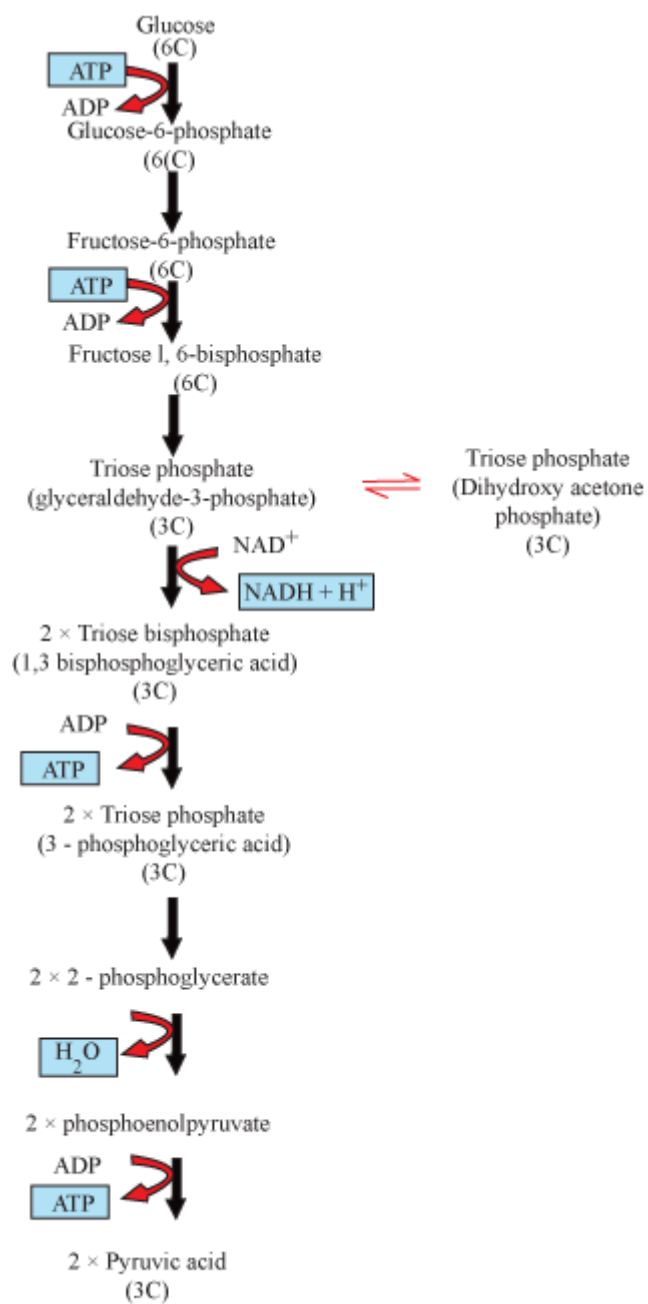 Glucose
(6C)
ATP
ADP
Glucose-6-phosphate
(6(C)
Fructose-6-phosphate
(6C)
ATP
ADP
Fructose l, 6-bisphosphate
(6C)
Triose phosphate
(glyceraldehyde-3-phosphate)
(3C)
Triose phosphate
(Dihydroxy acetone
phosphate)
(3C)
NAD⁺
NADH + H⁺
2 × Triose bisphosphate
(1,3 bisphosphoglyceric acid)
(3C)
ADP
ATP
2 × Triose phosphate
(3 - phosphoglyceric acid)
(3C)
2 × 2 - phosphoglycerate
H₂O
2 × phosphoenolpyruvate
ADP
ATP
2 × Pyruvic acid
(3C)